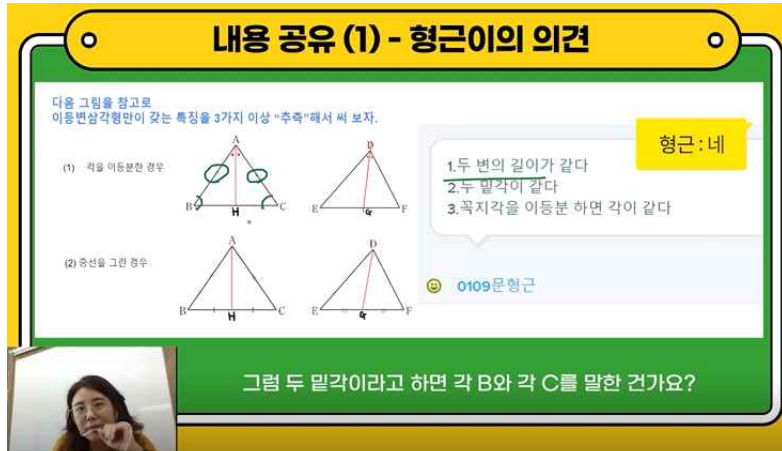 내용 공유 (1) - 형근이의 의견
다음 그림을 참고로
이등변삼각형만이 갖는 특징을 3가지 이상 "추측"해서 써 보자.
(1) 각을 이등분한 경우
A
B
H
C
D
E
G
F
(2) 중선을 그린 경우
A
B
H
C
D
E
G
F
형근 : 네
1.두 변의 길이가 같다
2.두 밑각이 같다
3.꼭지각을 이등분 하면 각이 같다
0109문형근
그럼 두 밑각이라고 하면 각 B와 각 C를 말한 건가요?